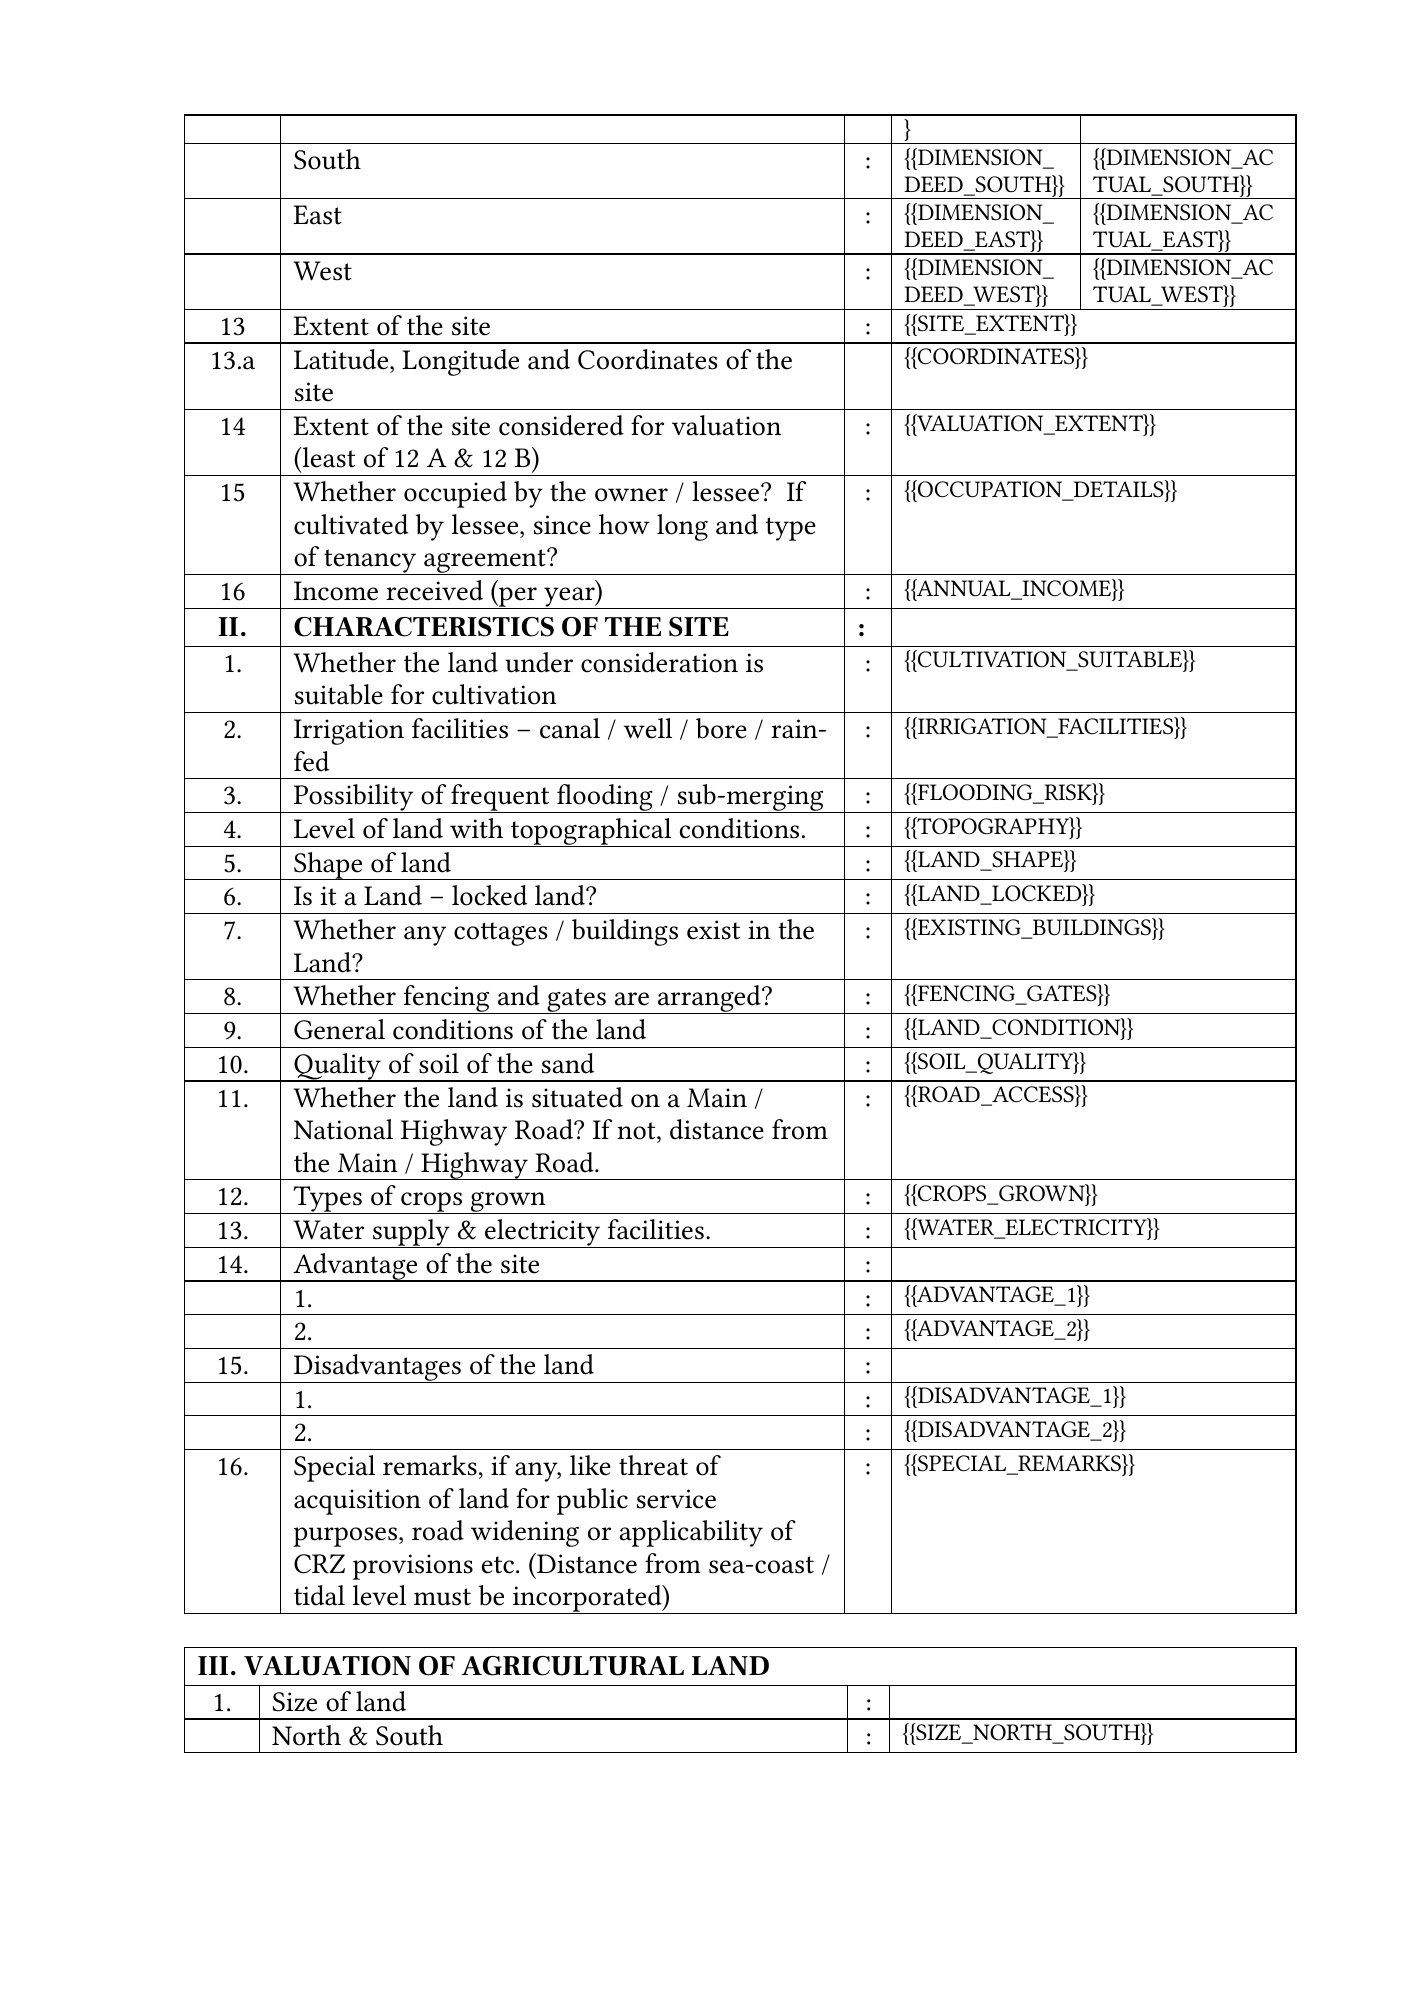 }
South : {{DIMENSION_ {{DIMENSION_AC
DEED_SOUTH}} TUAL_SOUTH}}
East : {{DIMENSION_ {{DIMENSION_AC
DEED_EAST}} TUAL_EAST}}
West : {{DIMENSION_ {{DIMENSION_AC
DEED_WEST}} TUAL_WEST}}
13 Extent of the site : {{SITE_EXTENT}}
13.a Latitude, Longitude and Coordinates of the {{COORDINATES}}
site
14 Extent of the site considered for valuation : {{VALUATION_EXTENT}}
(least of 12 A & 12 B)
15 Whether occupied by the owner / lessee?  If : {{OCCUPATION_DETAILS}}
cultivated by lessee, since how long and type
of tenancy agreement?
16 Income received (per year) : {{ANNUAL_INCOME}}
II. CHARACTERISTICS OF THE SITE :
1. Whether the land under consideration is : {{CULTIVATION_SUITABLE}}
suitable for cultivation
2. Irrigation facilities – canal / well / bore / rain- : {{IRRIGATION_FACILITIES}}
fed
3. Possibility of frequent flooding / sub-merging : {{FLOODING_RISK}}
4. Level of land with topographical conditions. : {{TOPOGRAPHY}}
5. Shape of land : {{LAND_SHAPE}}
6. Is it a Land – locked land? : {{LAND_LOCKED}}
7. Whether any cottages / buildings exist in the : {{EXISTING_BUILDINGS}}
Land?
8. Whether fencing and gates are arranged? : {{FENCING_GATES}}
9. General conditions of the land : {{LAND_CONDITION}}
10. Quality of soil of the sand : {{SOIL_QUALITY}}
11. Whether the land is situated on a Main / : {{ROAD_ACCESS}}
National Highway Road? If not, distance from
the Main / Highway Road.
12. Types of crops grown : {{CROPS_GROWN}}
13. Water supply & electricity facilities. : {{WATER_ELECTRICITY}}
14. Advantage of the site :
1. : {{ADVANTAGE_1}}
2. : {{ADVANTAGE_2}}
15. Disadvantages of the land :
1. : {{DISADVANTAGE_1}}
2. : {{DISADVANTAGE_2}}
16. Special remarks, if any, like threat of : {{SPECIAL_REMARKS}}
acquisition of land for public service
purposes, road widening or applicability of
CRZ provisions etc. (Distance from sea-coast /
tidal level must be incorporated)
III. VALUATION OF AGRICULTURAL LAND
1. Size of land :
North & South : {{SIZE_NORTH_SOUTH}}